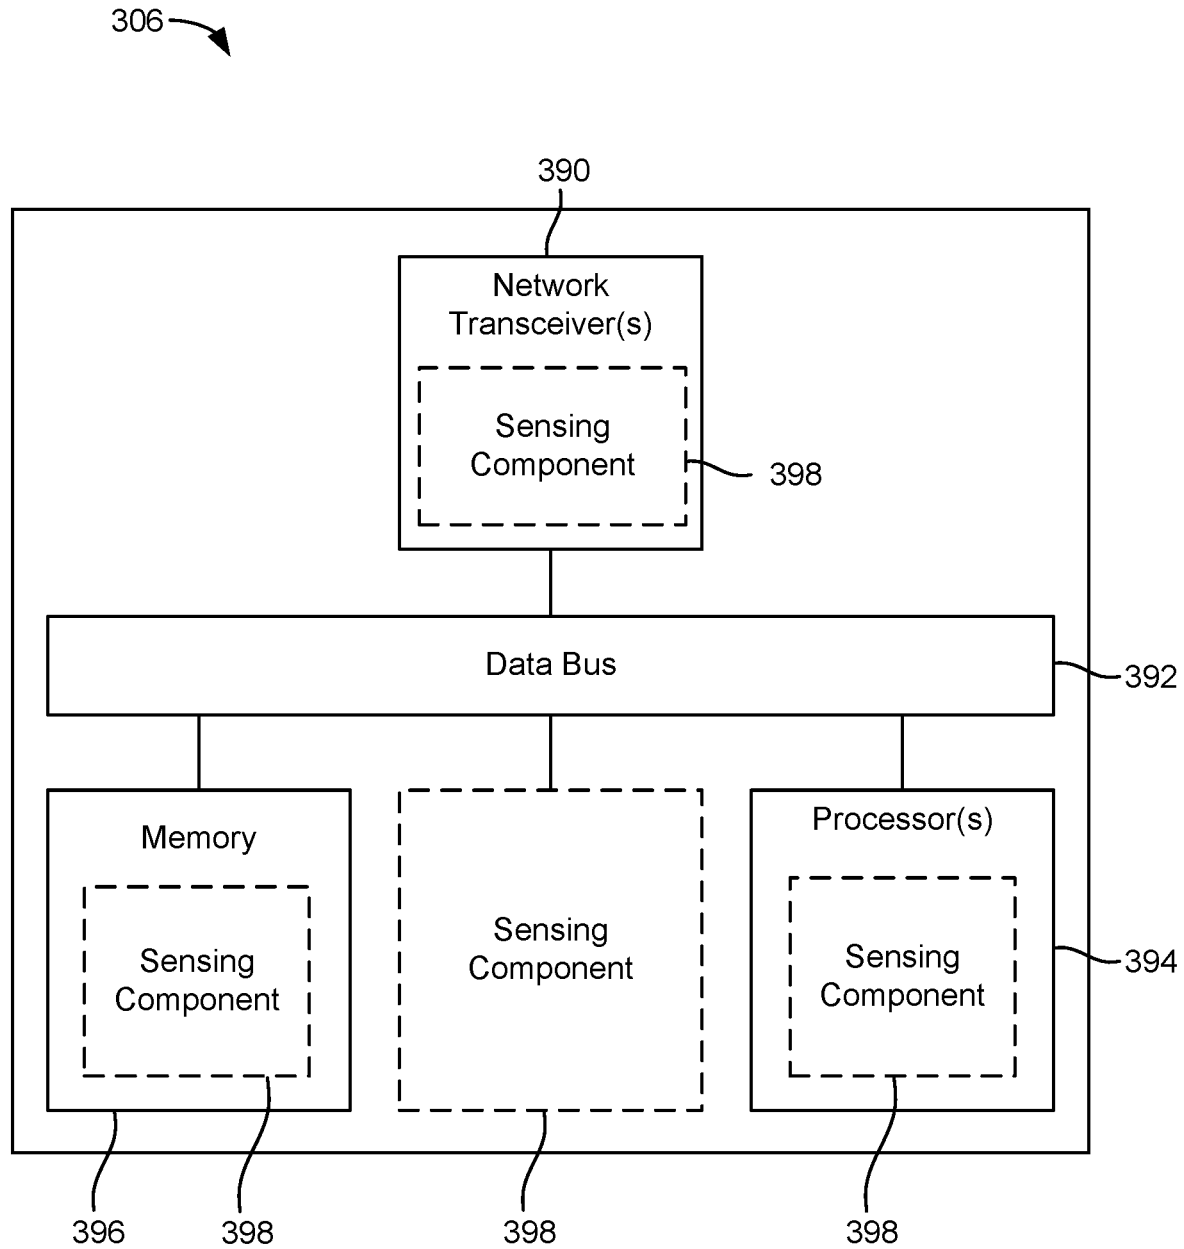 306
390
Network
Transceiver(s)
Sensing
Component
398
Data Bus
392
Memory
Sensing
Component
Sensing
Component
Processor(s)
Sensing
Component
394
396
398
398
398